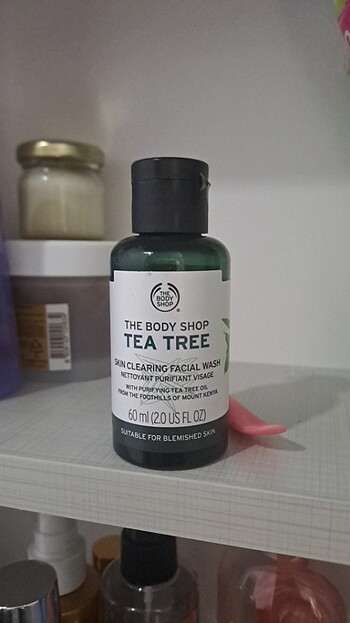 THE
BODY
SHOP
®
THE BODY SHOP
TEA TREE
SKIN CLEARING FACIAL WASH
NETTOYANT PURIFIANT VISAGE
WITH PURIFYING TEA TREE OIL
FROM THE FOOTHILLS OF MOUNT KENYA
60 ml (2.0 US FL OZ)
SUITABLE FOR BLEMISHED SKIN